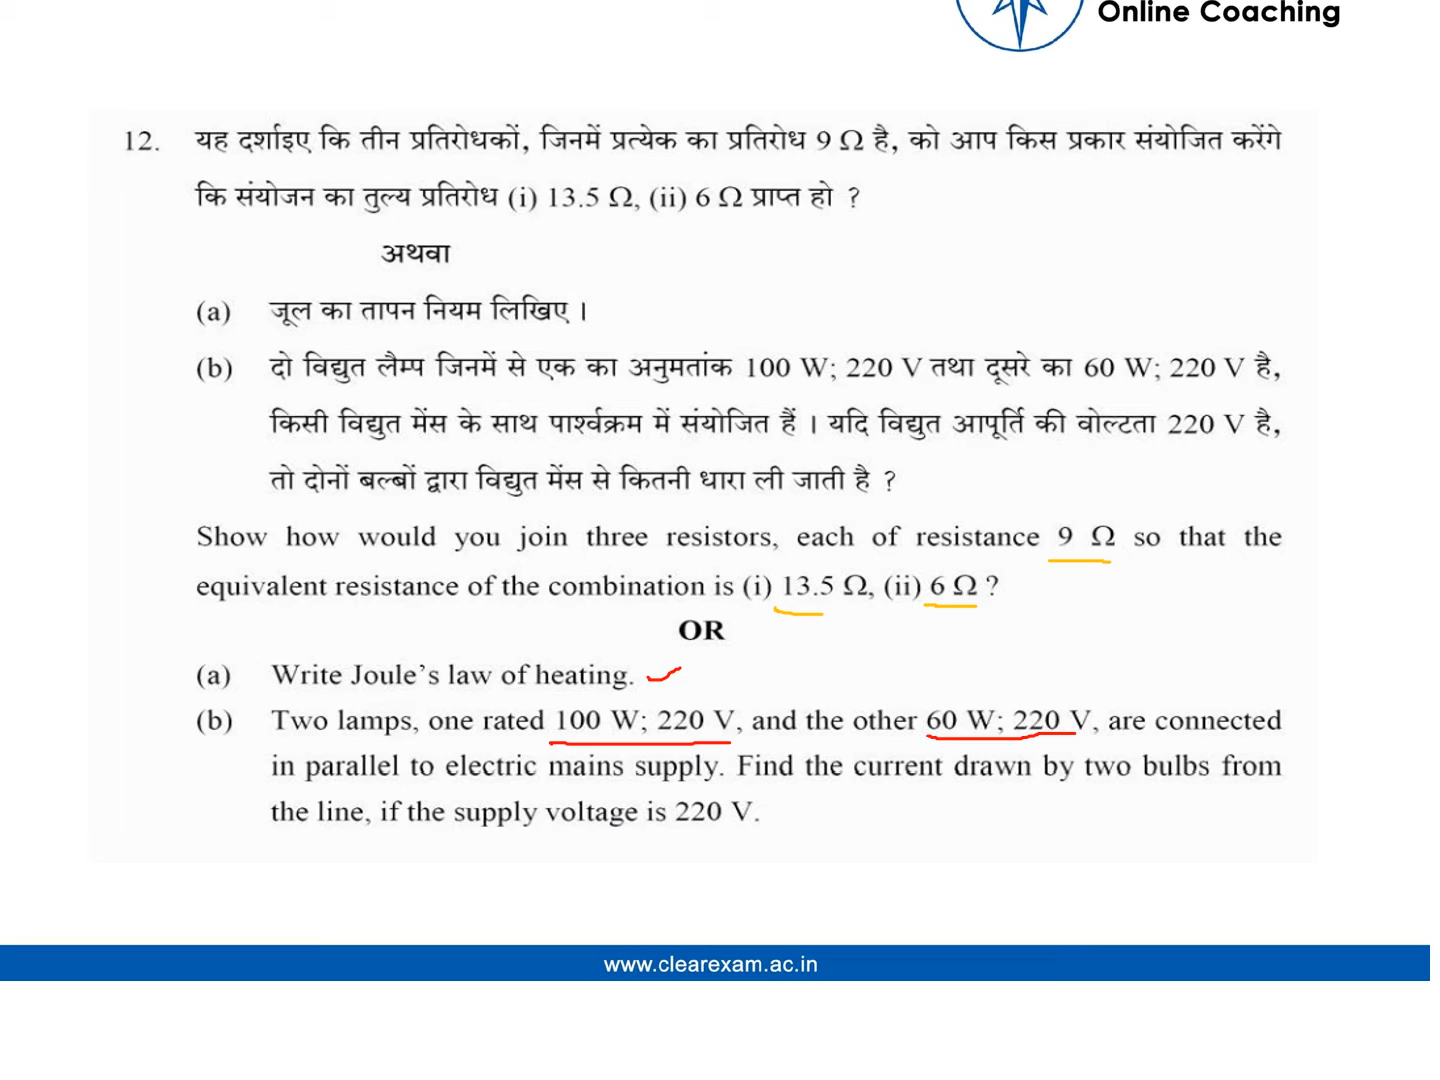 Online Coaching
12. यह दर्शाइए कि तीन प्रतिरोधकों, जिनमें प्रत्येक का प्रतिरोध 9 Ω है, को आप किस प्रकार संयोजित करेंगे
कि संयोजन का तुल्य प्रतिरोध (i) 13.5 Ω, (ii) 6 Ω प्राप्त हो ?
अथवा
(a) जूल का तापन नियम लिखिए ।
(b) दो विद्युत लैम्प जिनमें से एक का अनुमतांक 100 W; 220 V तथा दूसरे का 60 W; 220 V है,
किसी विद्युत मेंस के साथ पार्श्वक्रम में संयोजित हैं । यदि विद्युत आपूर्ति की वोल्टता 220 V है,
तो दोनों बल्बों द्वारा विद्युत मेंस से कितनी धारा ली जाती है ?
Show how would you join three resistors, each of resistance 9 Ω so that the
equivalent resistance of the combination is (i) 13.5 Ω, (ii) 6 Ω ?
OR
(a) Write Joule’s law of heating.
(b) Two lamps, one rated 100 W; 220 V, and the other 60 W; 220 V, are connected
in parallel to electric mains supply. Find the current drawn by two bulbs from
the line, if the supply voltage is 220 V.
www.clearexam.ac.in